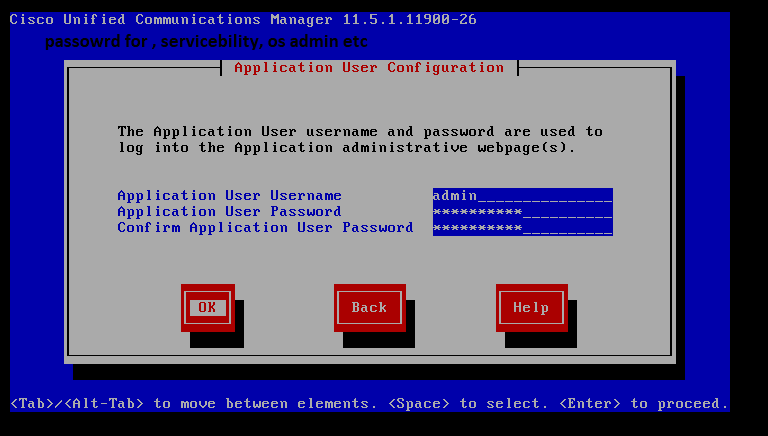 Cisco Unified Communications Manager 11.5.1.11900-26
passowrd for , servicebility, os admin etc
Application User Configuration
The Application User username and password are used to
log into the Application administrative webpage(s).
Application User Username admin_______________
Application User Password **********__________
Confirm Application User Password **********__________
OK Back Help
<Tab>/<Alt-Tab> to move between elements. <Space> to select. <Enter> to proceed.